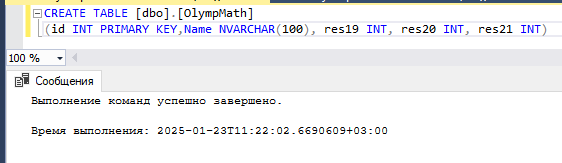 CREATE TABLE [dbo].[OlympMath]
(id INT PRIMARY KEY,Name NVARCHAR(100), res19 INT, res20 INT, res21 INT)
100 %
Сообщения
Выполнение команд успешно завершено.
Время выполнения: 2025-01-23T11:22:02.6690609+03:00